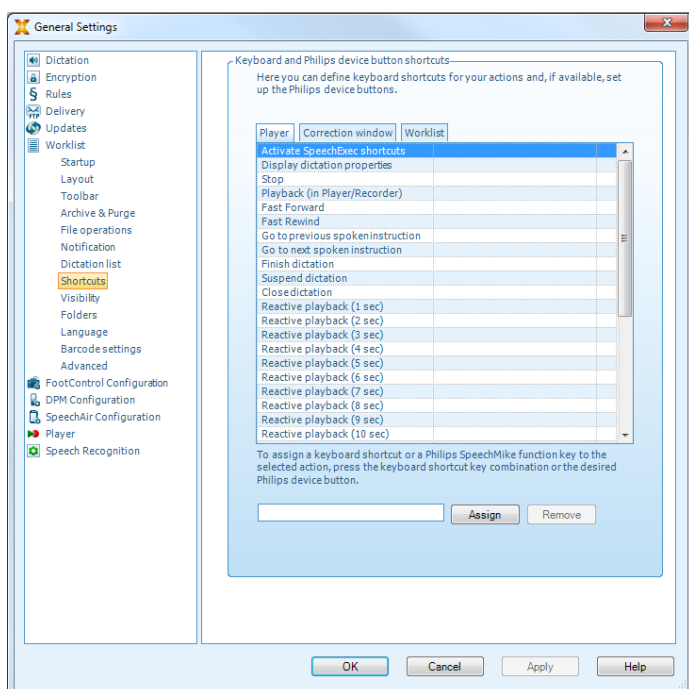 General Settings
Dictation
Encryption
Rules
FTP
Delivery
Updates
Worklist
Startup
Layout
Toolbar
Archive & Purge
File operations
Notification
Dictation list
Shortcuts
Visibility
Folders
Language
Barcode settings
Advanced
FootControl Configuration
DPM Configuration
SpeechAir Configuration
Player
Speech Recognition
Keyboard and Philips device button shortcuts
Here you can define keyboard shortcuts for your actions and, if available, set
up the Philips device buttons.
Player Correction window Worklist
Activate SpeechExec shortcuts
Display dictation properties
Stop
Playback (in Player/Recorder)
Fast Forward
Fast Rewind
Go to previous spoken instruction
Go to next spoken instruction
Finish dictation
Suspend dictation
Close dictation
Reactive playback (1 sec)
Reactive playback (2 sec)
Reactive playback (3 sec)
Reactive playback (4 sec)
Reactive playback (5 sec)
Reactive playback (6 sec)
Reactive playback (7 sec)
Reactive playback (8 sec)
Reactive playback (9 sec)
Reactive playback (10 sec)
To assign a keyboard shortcut or a Philips SpeechMike function key to the
selected action, press the keyboard shortcut key combination or the desired
Philips device button.
Assign Remove
OK Cancel Apply Help